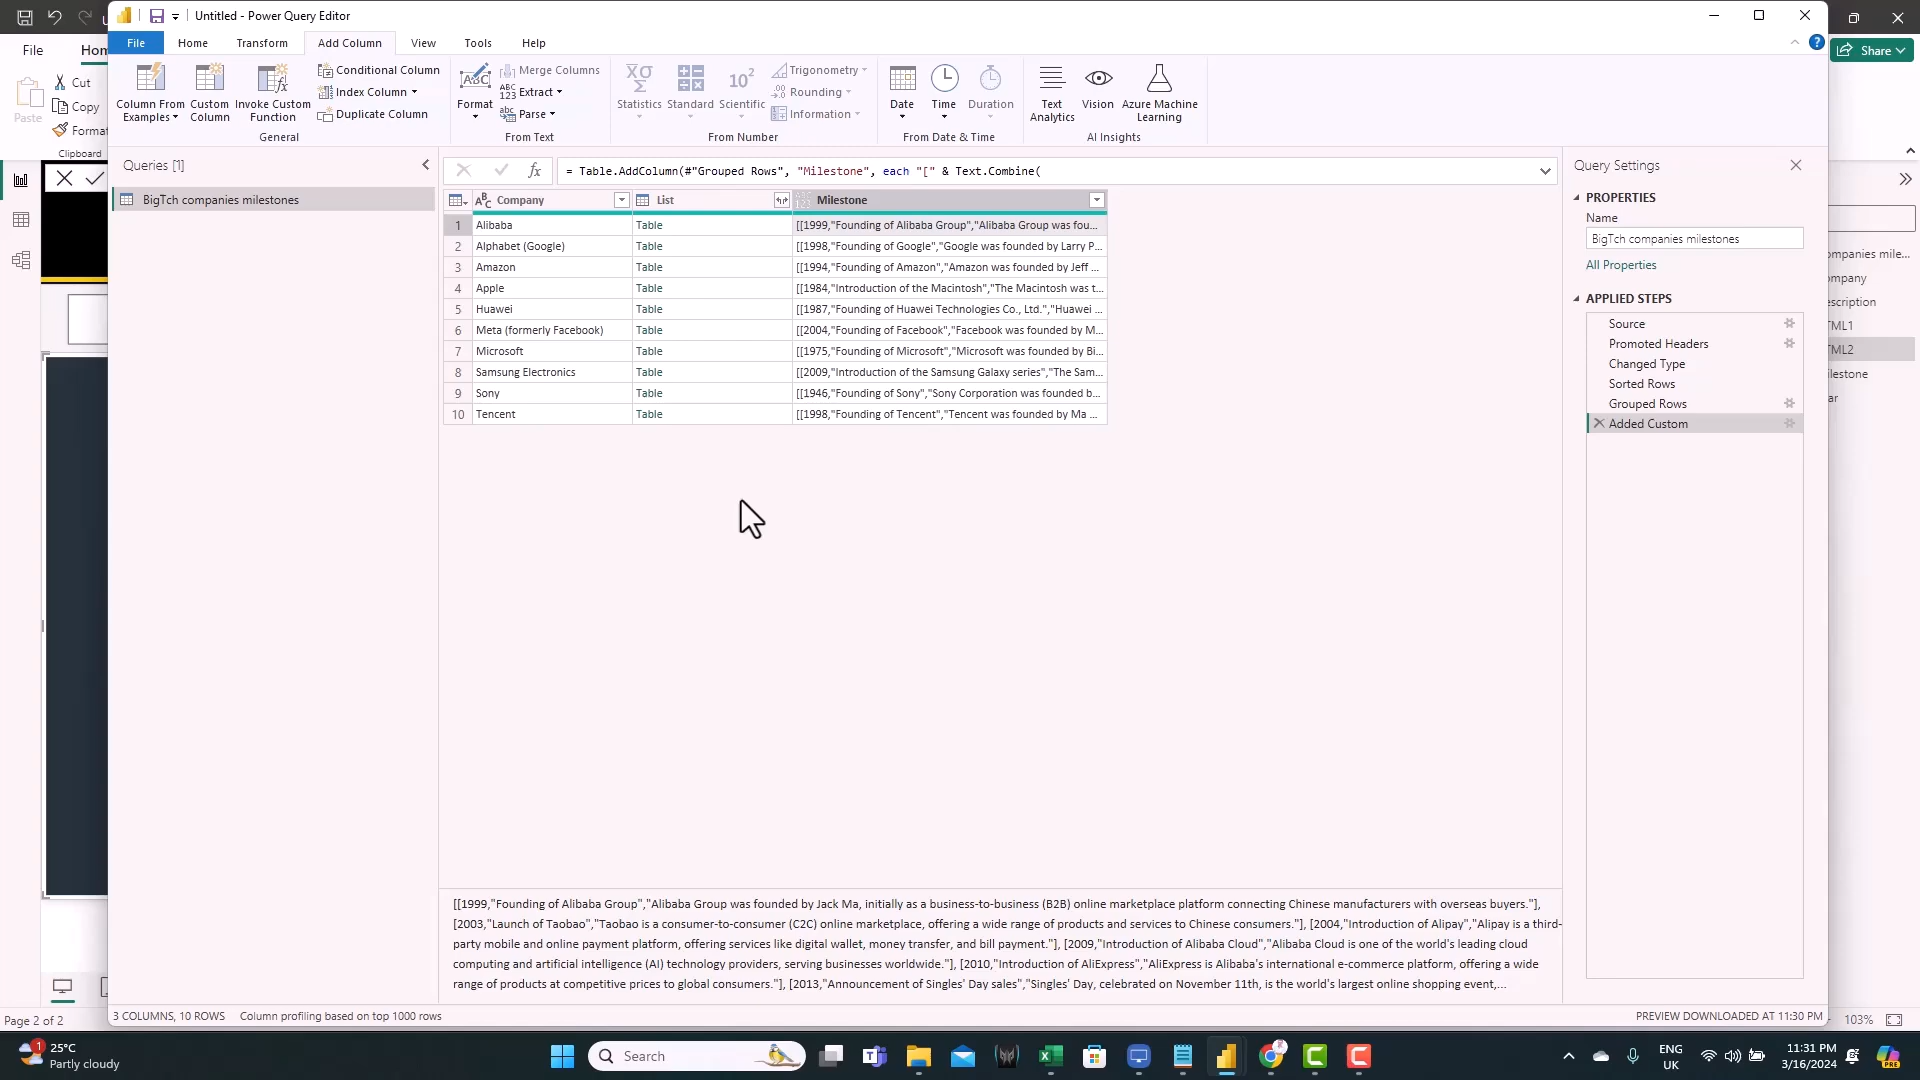 Untitled - Power Query Editor
File
Home
Transform
Add Column
View
Tools
Help
Share
File
Cut
Copy
Paste
Clipboard
Column From Examples
Custom Column
Invoke Custom Function
Conditional Column
Index Column
Duplicate Column
General
Format
Merge Columns
Extract
Parse
From Text
Statistics
Standard
Scientific
Trigonometry
Rounding
Information
From Number
Date
Time
Duration
From Date & Time
Text Analytics
Vision
Azure Machine Learning
AI Insights
Queries [1]
BigTch companies milestones
= Table.AddColumn(#"Grouped Rows", "Milestone", each "[" & Text.Combine(
Company List Milestone
1 Alibaba Table [[1999,"Founding of Alibaba Group","Alibaba Group was fou...
2 Alphabet (Google) Table [[1998,"Founding of Google","Google was founded by Larry P...
3 Amazon Table [[1994,"Founding of Amazon","Amazon was founded by Jeff ...
4 Apple Table [[1984,"Introduction of the Macintosh","The Macintosh was t...
5 Huawei Table [[1987,"Founding of Huawei Technologies Co., Ltd.","Huawei ...
6 Meta (formerly Facebook) Table [[2004,"Founding of Facebook","Facebook was founded by M...
7 Microsoft Table [[1975,"Founding of Microsoft","Microsoft was founded by Bi...
8 Samsung Electronics Table [[2009,"Introduction of the Samsung Galaxy series","The Sam...
9 Sony Table [[1946,"Founding of Sony","Sony Corporation was founded b...
10 Tencent Table [[1998,"Founding of Tencent","Tencent was founded by Ma ...
[[1999,"Founding of Alibaba Group","Alibaba Group was founded by Jack Ma, initially as a business-to-business (B2B) online marketplace platform connecting Chinese manufacturers with overseas buyers."],
[2003,"Launch of Taobao","Taobao is a consumer-to-consumer (C2C) online marketplace, offering a wide range of products and services to Chinese consumers."], [2004,"Introduction of Alipay","Alipay is a third-
party mobile and online payment platform, offering services like digital wallet, money transfer, and bill payment."], [2009,"Introduction of Alibaba Cloud","Alibaba Cloud is one of the world's leading cloud
computing and artificial intelligence (AI) technology providers, serving businesses worldwide."], [2010,"Introduction of AliExpress","AliExpress is Alibaba's international e-commerce platform, offering a wide
range of products at competitive prices to global consumers."], [2013,"Announcement of Singles' Day sales","Singles' Day, celebrated on November 11th, is the world's largest online shopping event,...
Query Settings
PROPERTIES
Name
BigTch companies milestones
All Properties
APPLIED STEPS
Source
Promoted Headers
Changed Type
Sorted Rows
Grouped Rows
Added Custom
3 COLUMNS, 10 ROWS
Column profiling based on top 1000 rows
PREVIEW DOWNLOADED AT 11:30 PM
Page 2 of 2
103%
25°C
Partly cloudy
Search
ENG
UK
11:31 PM
3/16/2024